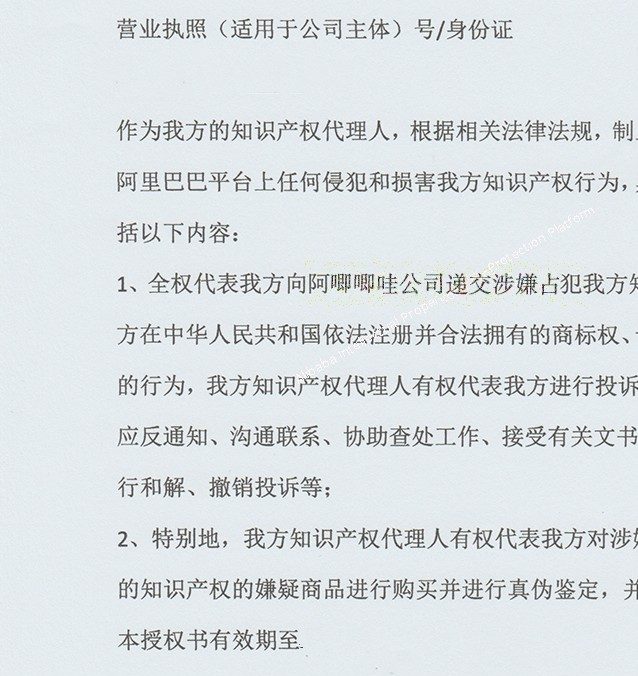 营业执照（适用于公司主体）号/身份证
作为我方的知识产权代理人，根据相关法律法规，制
阿里巴巴平台上任何侵犯和损害我方知识产权行为，
括以下内容：
1、全权代表我方向阿唧唧哇公司递交涉嫌占犯我方知
方在中华人民共和国依法注册并合法拥有的商标权、
的行为，我方知识产权代理人有权代表我方进行投诉
应反通知、沟通联系、协助查处工作、接受有关文书
行和解、撤销投诉等；
2、特别地，我方知识产权代理人有权代表我方对涉嫌
的知识产权的嫌疑商品进行购买并进行真伪鉴定，并
本授权书有效期至
Protection Platform